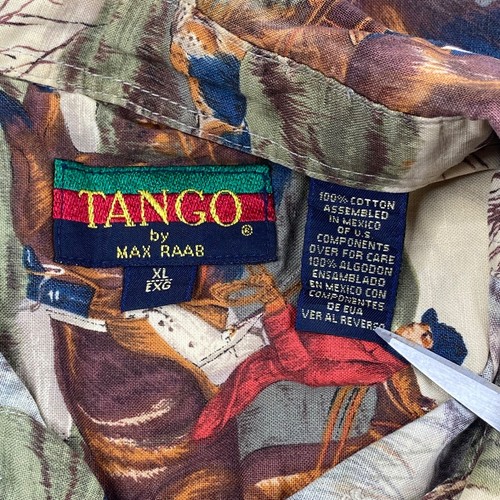 TANGO
by
MAX RAAB
®
XL
EXG
100% COTTON
ASSEMBLED
IN MEXICO
OF U.S.
COMPONENTS
OVER FOR CARE
100% ALGODON
ENSAMBLADO
EN MEXICO CON
COMPONENTES
DE EUA
VER AL REVERSO